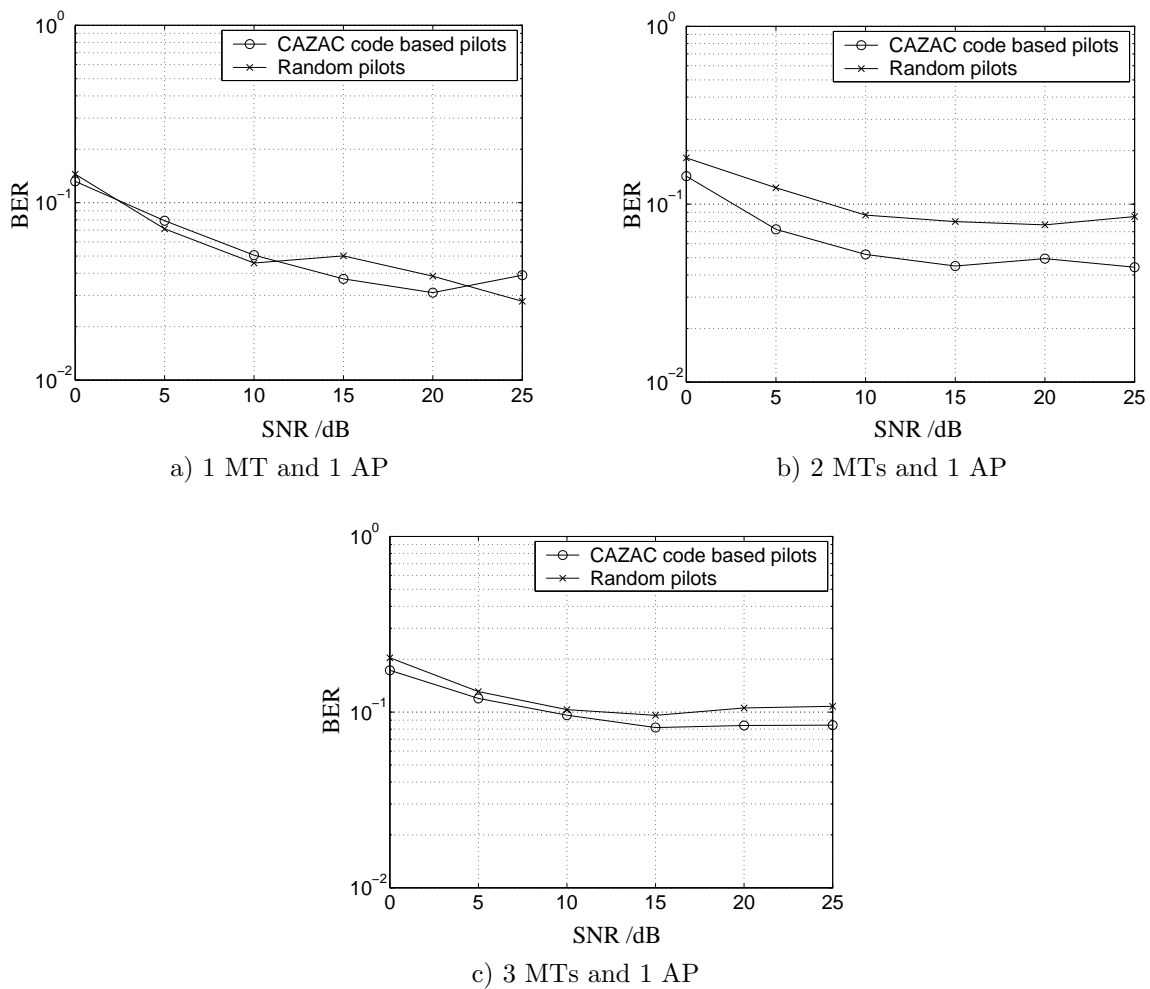 10^0
CAZAC code based pilots
Random pilots
BER
10^-1
10^-2
0 5 10 15 20 25
SNR /dB
a) 1 MT and 1 AP
10^0
CAZAC code based pilots
Random pilots
BER
10^-1
10^-2
0 5 10 15 20 25
SNR /dB
b) 2 MTs and 1 AP
10^0
CAZAC code based pilots
Random pilots
BER
10^-1
10^-2
0 5 10 15 20 25
SNR /dB
c) 3 MTs and 1 AP